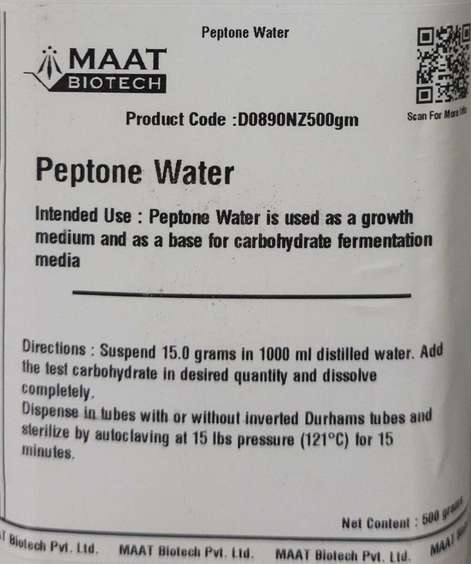 Peptone Water
MAAT
BIOTECH
Scan For More Info
Product Code :D0890NZ500gm
Peptone Water
Intended Use : Peptone Water is used as a growth
medium and as a base for carbohydrate fermentation
media
Directions : Suspend 15.0 grams in 1000 ml distilled water. Add
the test carbohydrate in desired quantity and dissolve
completely.
Dispense in tubes with or without inverted Durhams tubes and
sterilize by autoclaving at 15 lbs pressure (121°C) for 15
minutes.
Net Content : 500 grams
Biotech Pvt. Ltd. MAAT Biotech Pvt. Ltd. MAAT Biotech Pvt. Ltd. MAAT